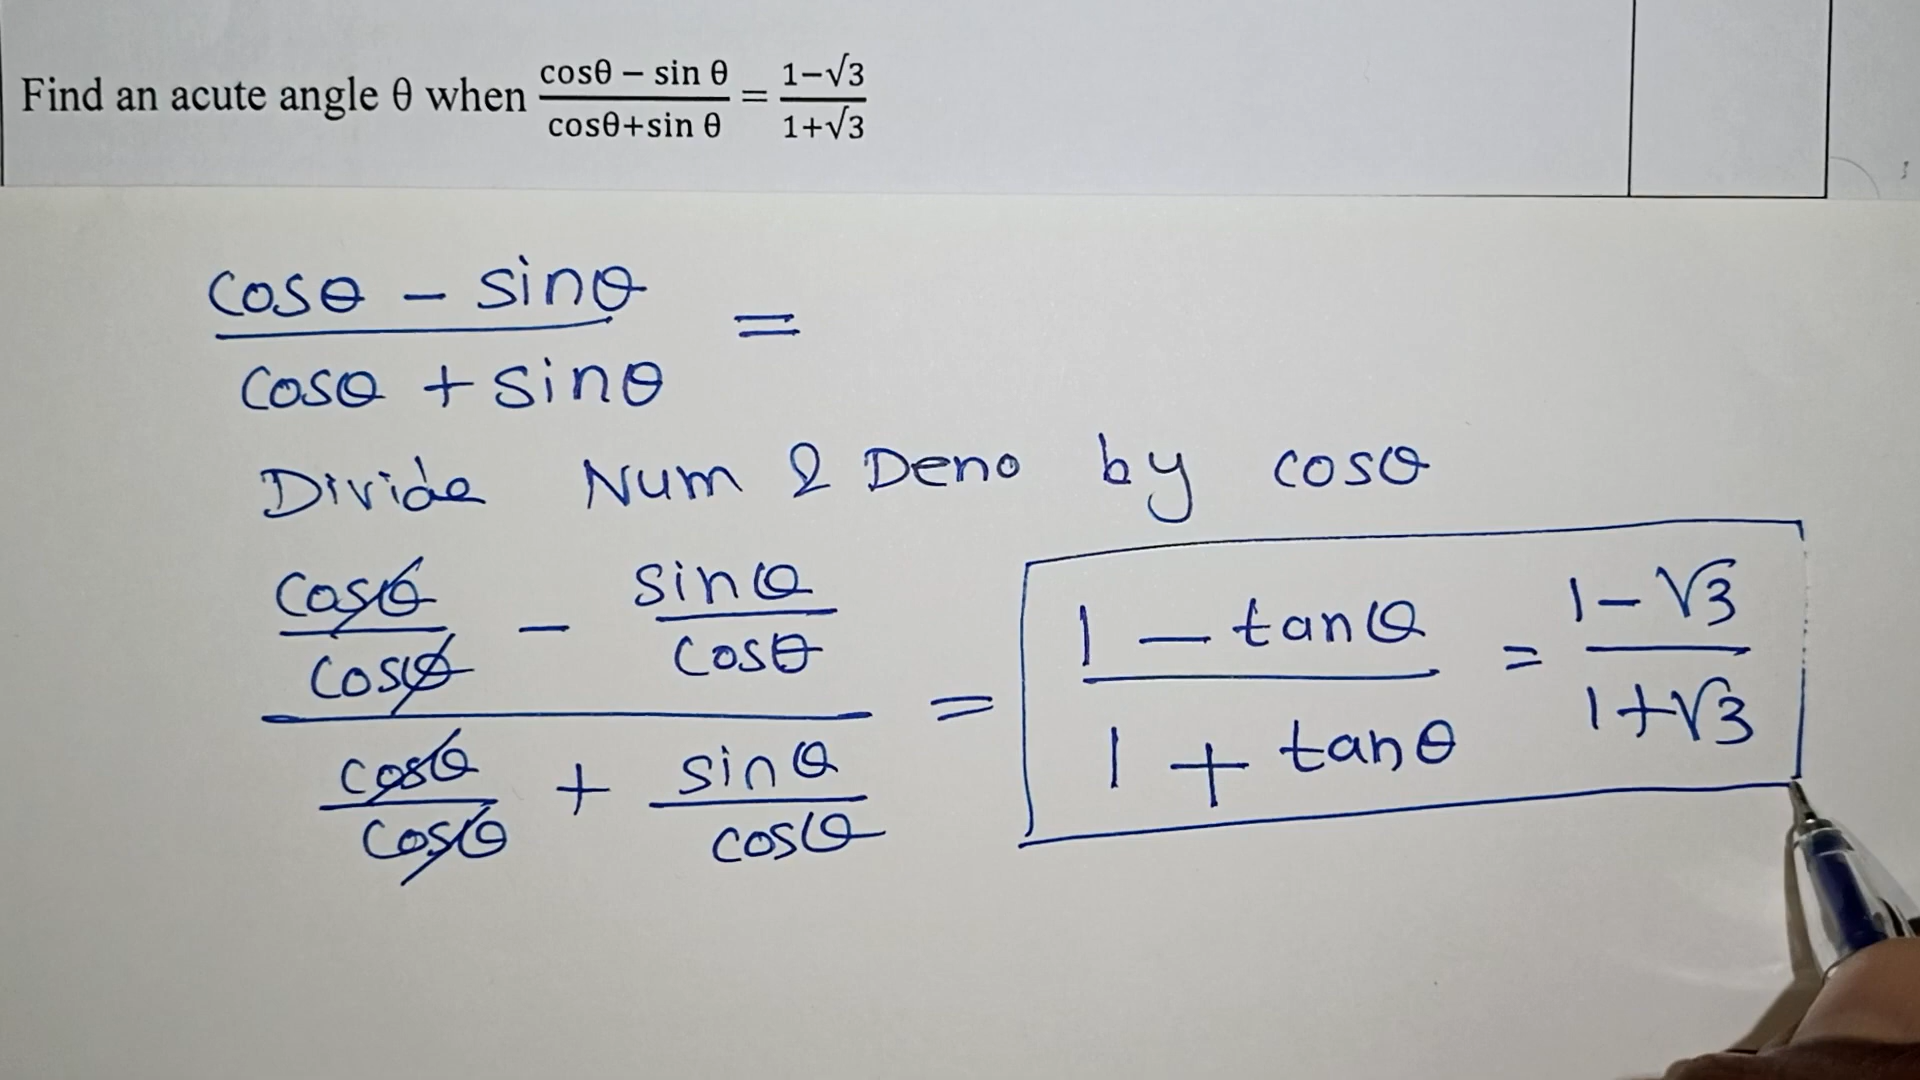 Find an acute angle θ when (cosθ − sin θ)/(cosθ+sin θ) = (1−√3)/(1+√3)
cosθ − sinθ / cosθ + sinθ =
Divide Num & Deno by cosθ
(cosθ/cosθ − sinθ/cosθ) / (cosθ/cosθ + sinθ/cosθ) = (1 − tanθ)/(1 + tanθ) = (1−√3)/(1+√3)